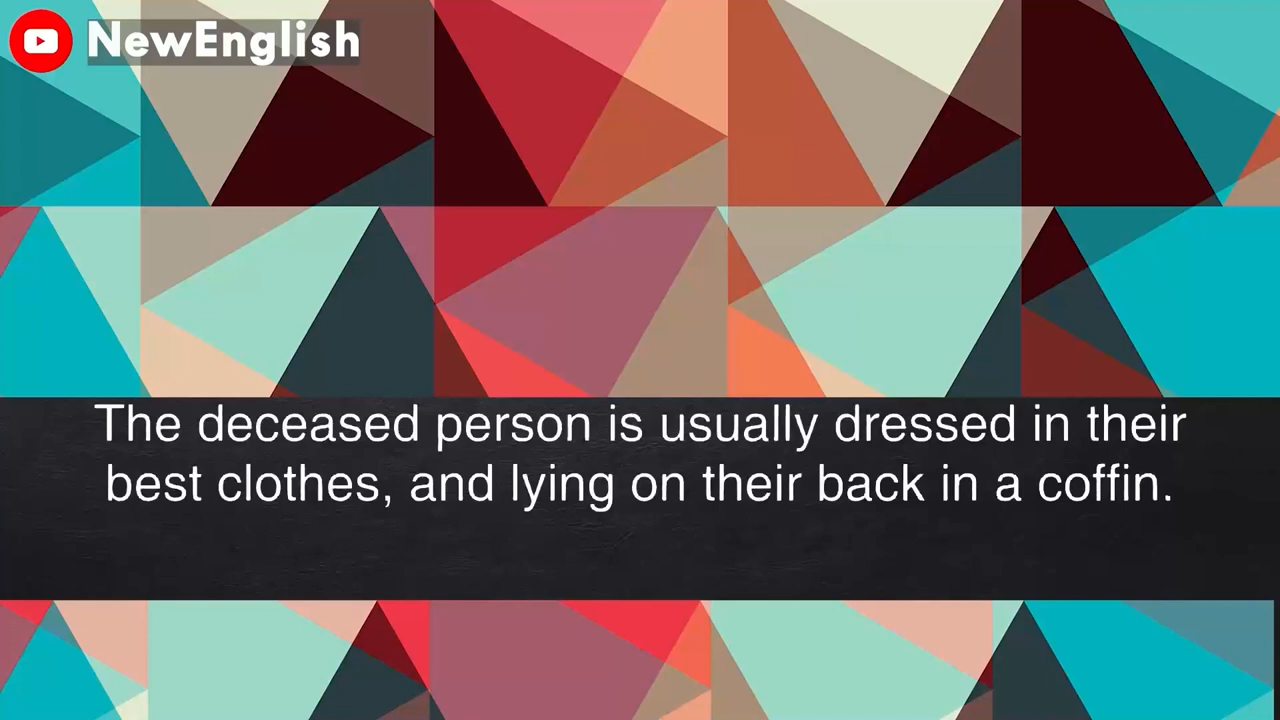 NewEnglish
The deceased person is usually dressed in their
best clothes, and lying on their back in a coffin.